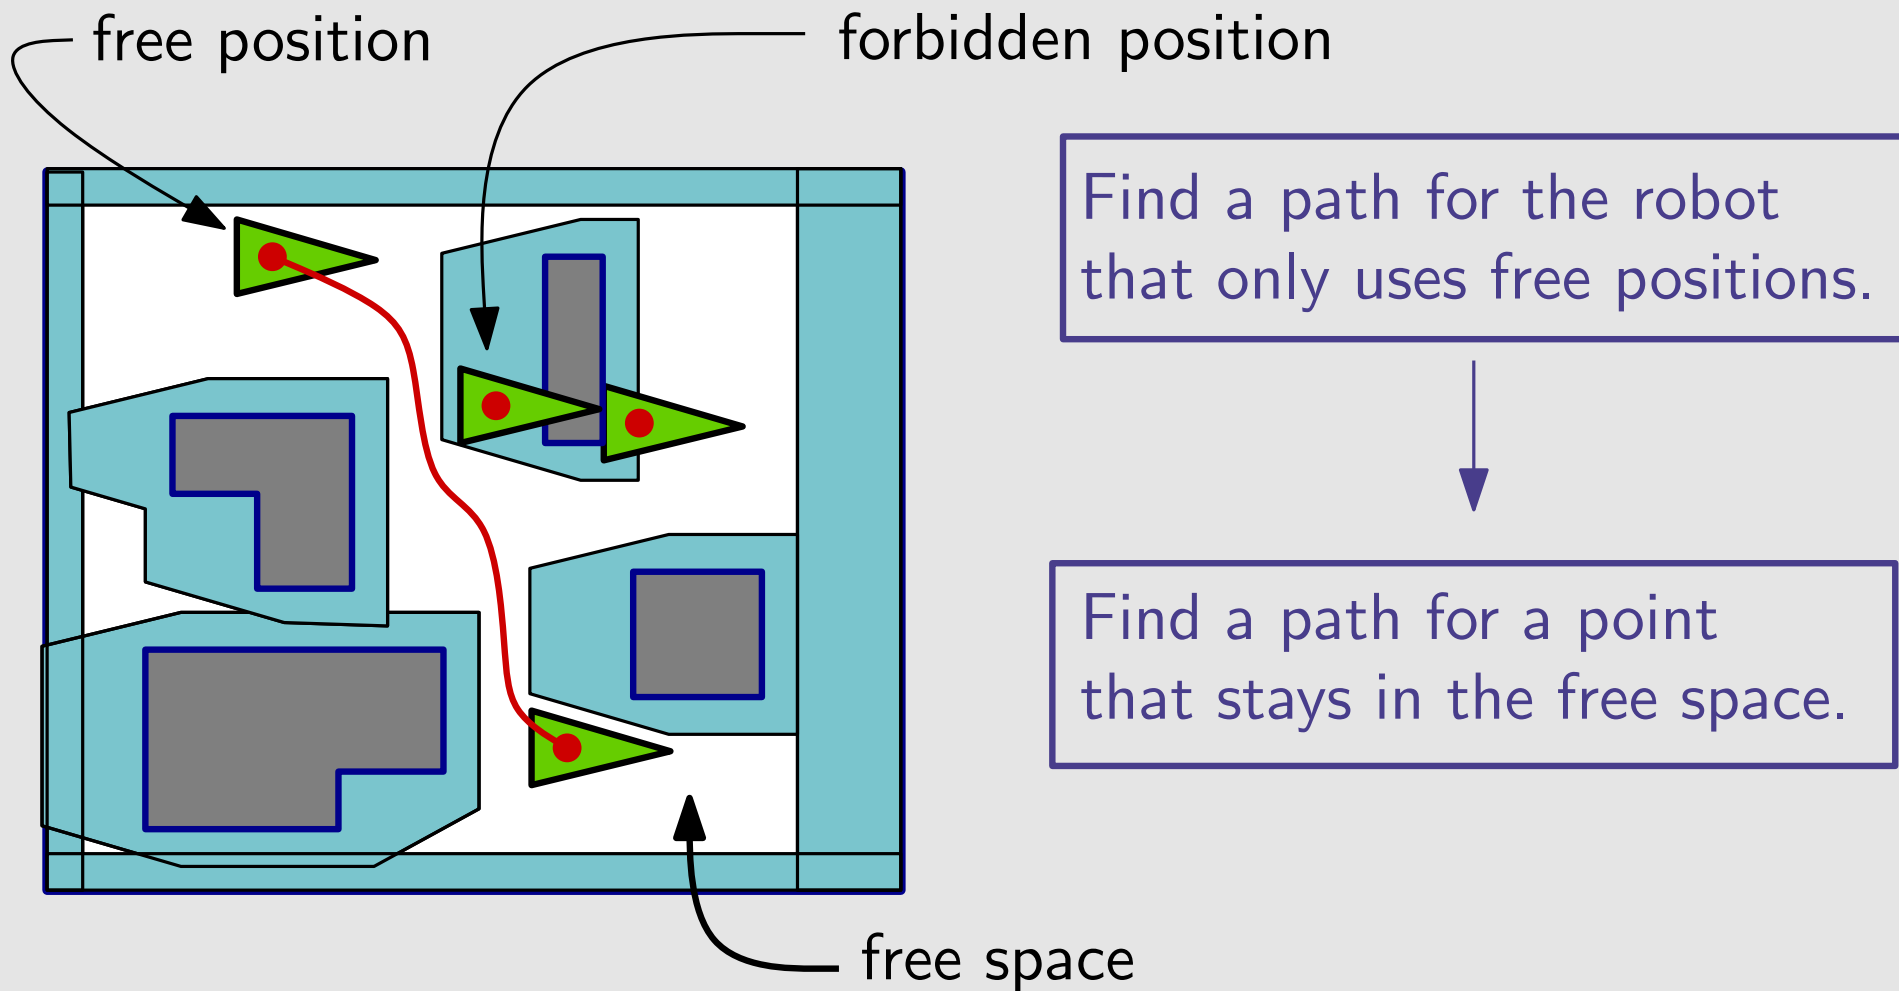 free position
forbidden position
Find a path for the robot
that only uses free positions.
Find a path for a point
that stays in the free space.
free space